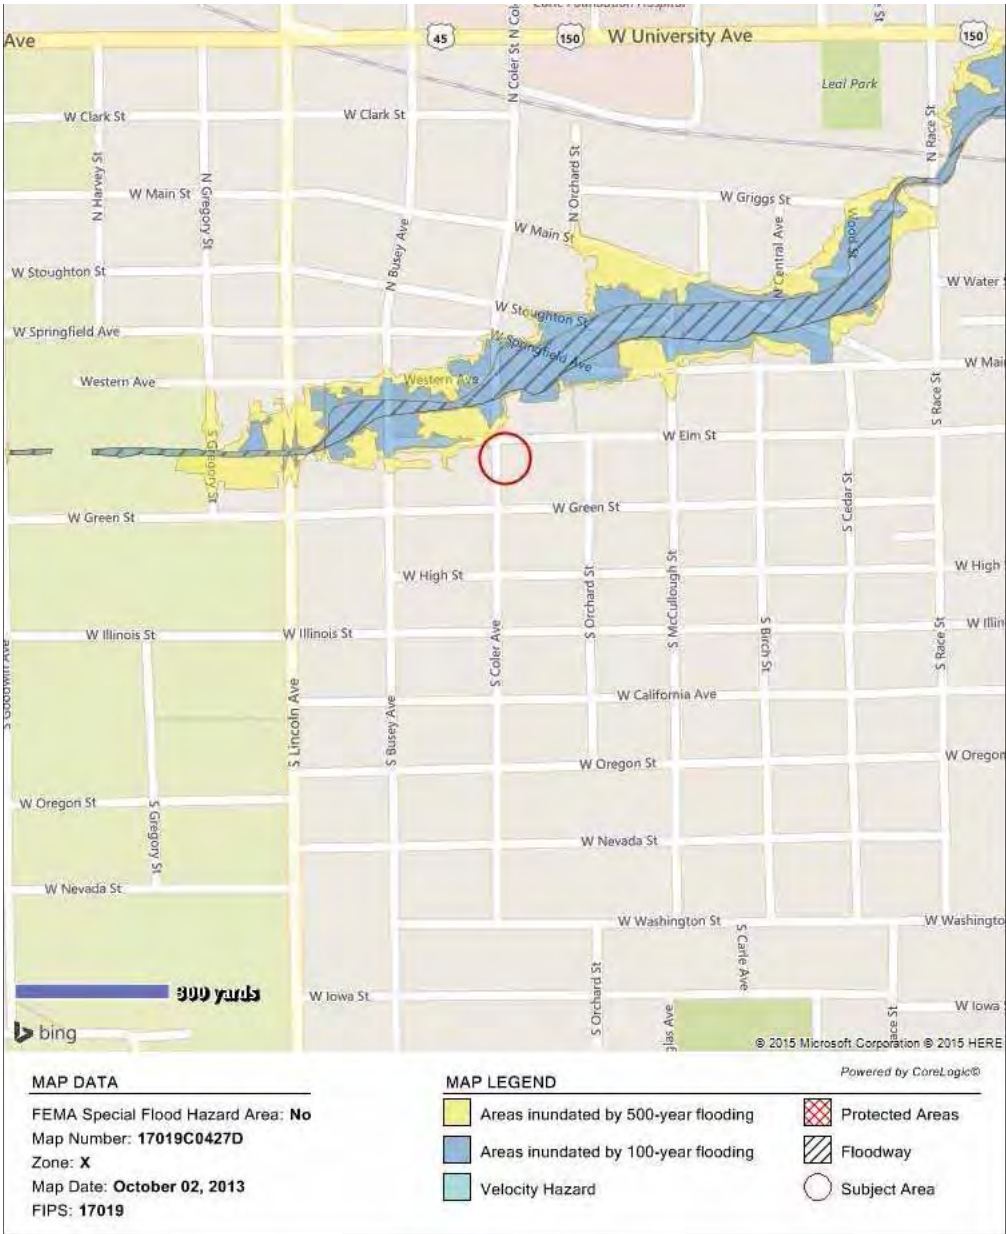 Ave
45
150
W University Ave
150
N Coler St
Leal Park
W Clark St
W Clark St
N Race St
N Harvey St
N Gregory St
N Orchard St
W Main St
W Griggs St
N Busey Ave
W Main St
N Central Ave
Wood St
W Stoughton St
W Water S
W Stoughton St
W Springfield Ave
W Springfield Ave
W Mai
Western Ave
Western Ave
S Race St
S Gregory St
W Elm St
W Green St
W Green St
S Cedar St
W High St
W High
S Orchard St
S McCullough St
S Birch St
W Illinois St
W Illinois St
W Illin
S Coler Ave
S Race St
S Goodwin Ave
S Lincoln Ave
S Busey Ave
W California Ave
W Oregon St
W Oregon
W Oregon St
S Gregory St
W Nevada St
W Nevada St
W Washington St
W Washingto
S Carle Ave
S Orchard St
300 yards
W Iowa St
W Iowa
glas Ave
ace St
bing
© 2015 Microsoft Corporation © 2015 HERE
Powered by CoreLogic©
MAP DATA
FEMA Special Flood Hazard Area: No
Map Number: 17019C0427D
Zone: X
Map Date: October 02, 2013
FIPS: 17019
MAP LEGEND
Areas inundated by 500-year flooding
Areas inundated by 100-year flooding
Velocity Hazard
Protected Areas
Floodway
Subject Area